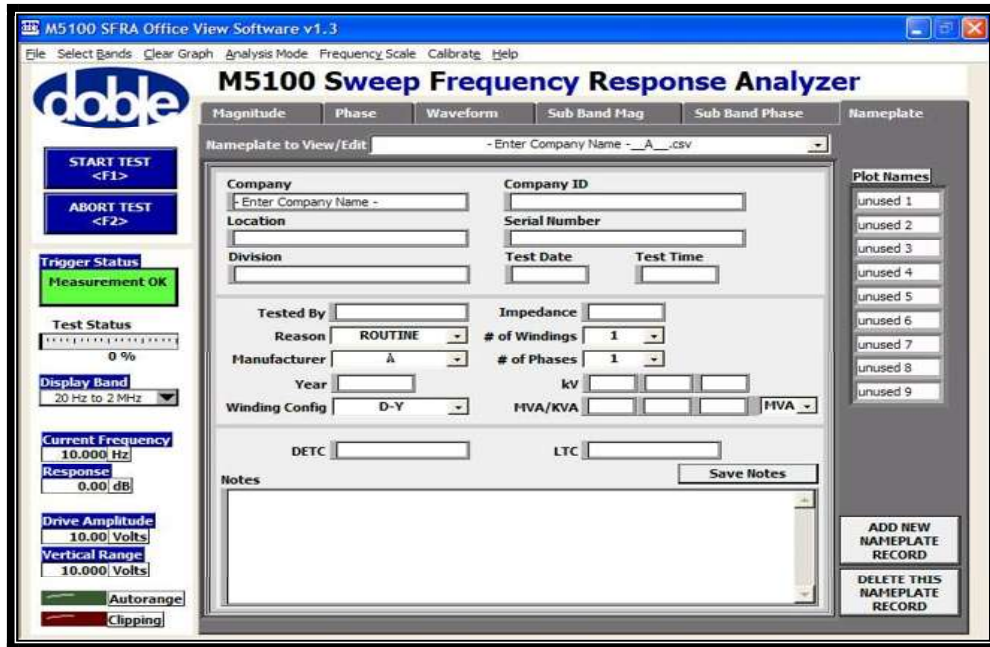 M5100 SFRA Office View Software v1.3
File Select Bands Clear Graph Analysis Mode Frequency Scale Calibrate Help
doble
M5100 Sweep Frequency Response Analyzer
Magnitude Phase Waveform Sub Band Mag Sub Band Phase Nameplate
Nameplate to View/Edit - Enter Company Name -__A__.csv
START TEST
<F1>
ABORT TEST
<F2>
Trigger Status
Measurement OK
Test Status
0 %
Display Band
20 Hz to 2 MHz
Current Frequency
10.000 Hz
Response
0.00 dB
Drive Amplitude
10.00 Volts
Vertical Range
10.000 Volts
Autorange
Clipping
Company Company ID
- Enter Company Name -
Location Serial Number
Division Test Date Test Time
Tested By Impedance
Reason ROUTINE # of Windings 1
Manufacturer A # of Phases 1
Year kV
Winding Config D-Y MVA/KVA MVA
DETC LTC
Notes Save Notes
Plot Names
unused 1
unused 2
unused 3
unused 4
unused 5
unused 6
unused 7
unused 8
unused 9
ADD NEW
NAMEPLATE
RECORD
DELETE THIS
NAMEPLATE
RECORD